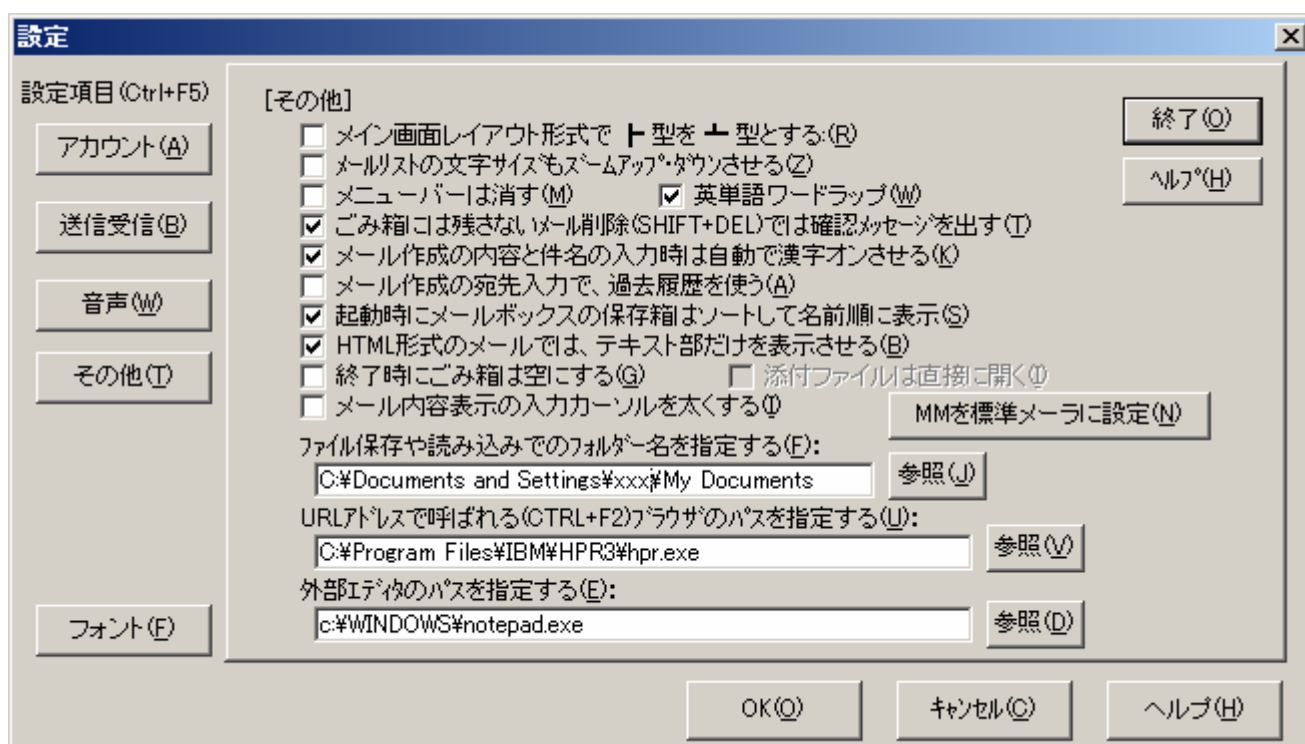 設定
設定項目(Ctrl+F5)
アカウント(A)
送信受信(B)
音声(W)
その他(T)
フォント(F)
[その他]
メイン画面レイアウト形式で ┣ 型を ┻ 型とする:(R)
ﾒｰﾙﾘｽﾄの文字ｻｲｽﾞもｽﾞｰﾑｱｯﾌﾟ・ﾀﾞｳﾝさせる(Z)
メニューバーは消す(M) 英単語ワードラップ(W)
ごみ箱には残さないﾒｰﾙ削除(SHIFT+DEL)では確認ﾒｯｾｰｼﾞを出す(T)
メール作成の内容と件名の入力時は自動で漢字オンさせる(K)
メール作成の宛先入力で、過去履歴を使う(A)
起動時にメールボックスの保存箱はソートして名前順に表示(S)
HTML形式のメールでは、テキスト部だけを表示させる(B)
終了時にごみ箱は空にする(G) 添付ファイルは直接に開く(I)
メール内容表示の入力カーソルを太くする(I)
MMを標準メーラに設定(N)
ファイル保存や読み込みでのﾌｫﾙﾀﾞｰ名を指定する(F):
C:¥Documents and Settings¥xxx¥My Documents
参照(J)
URLｱﾄﾞﾚｽで呼ばれる(CTRL+F2)ﾌﾞﾗｳｻﾞのﾊﾟｽを指定する(U):
C:¥Program Files¥IBM¥HPR3¥hpr.exe
参照(V)
外部ｴﾃﾞｨﾀのﾊﾟｽを指定する(E):
c:¥WINDOWS¥notepad.exe
参照(D)
終了(O)
ﾍﾙﾌﾟ(H)
OK(O)
ｷｬﾝｾﾙ(C)
ヘルプ(H)